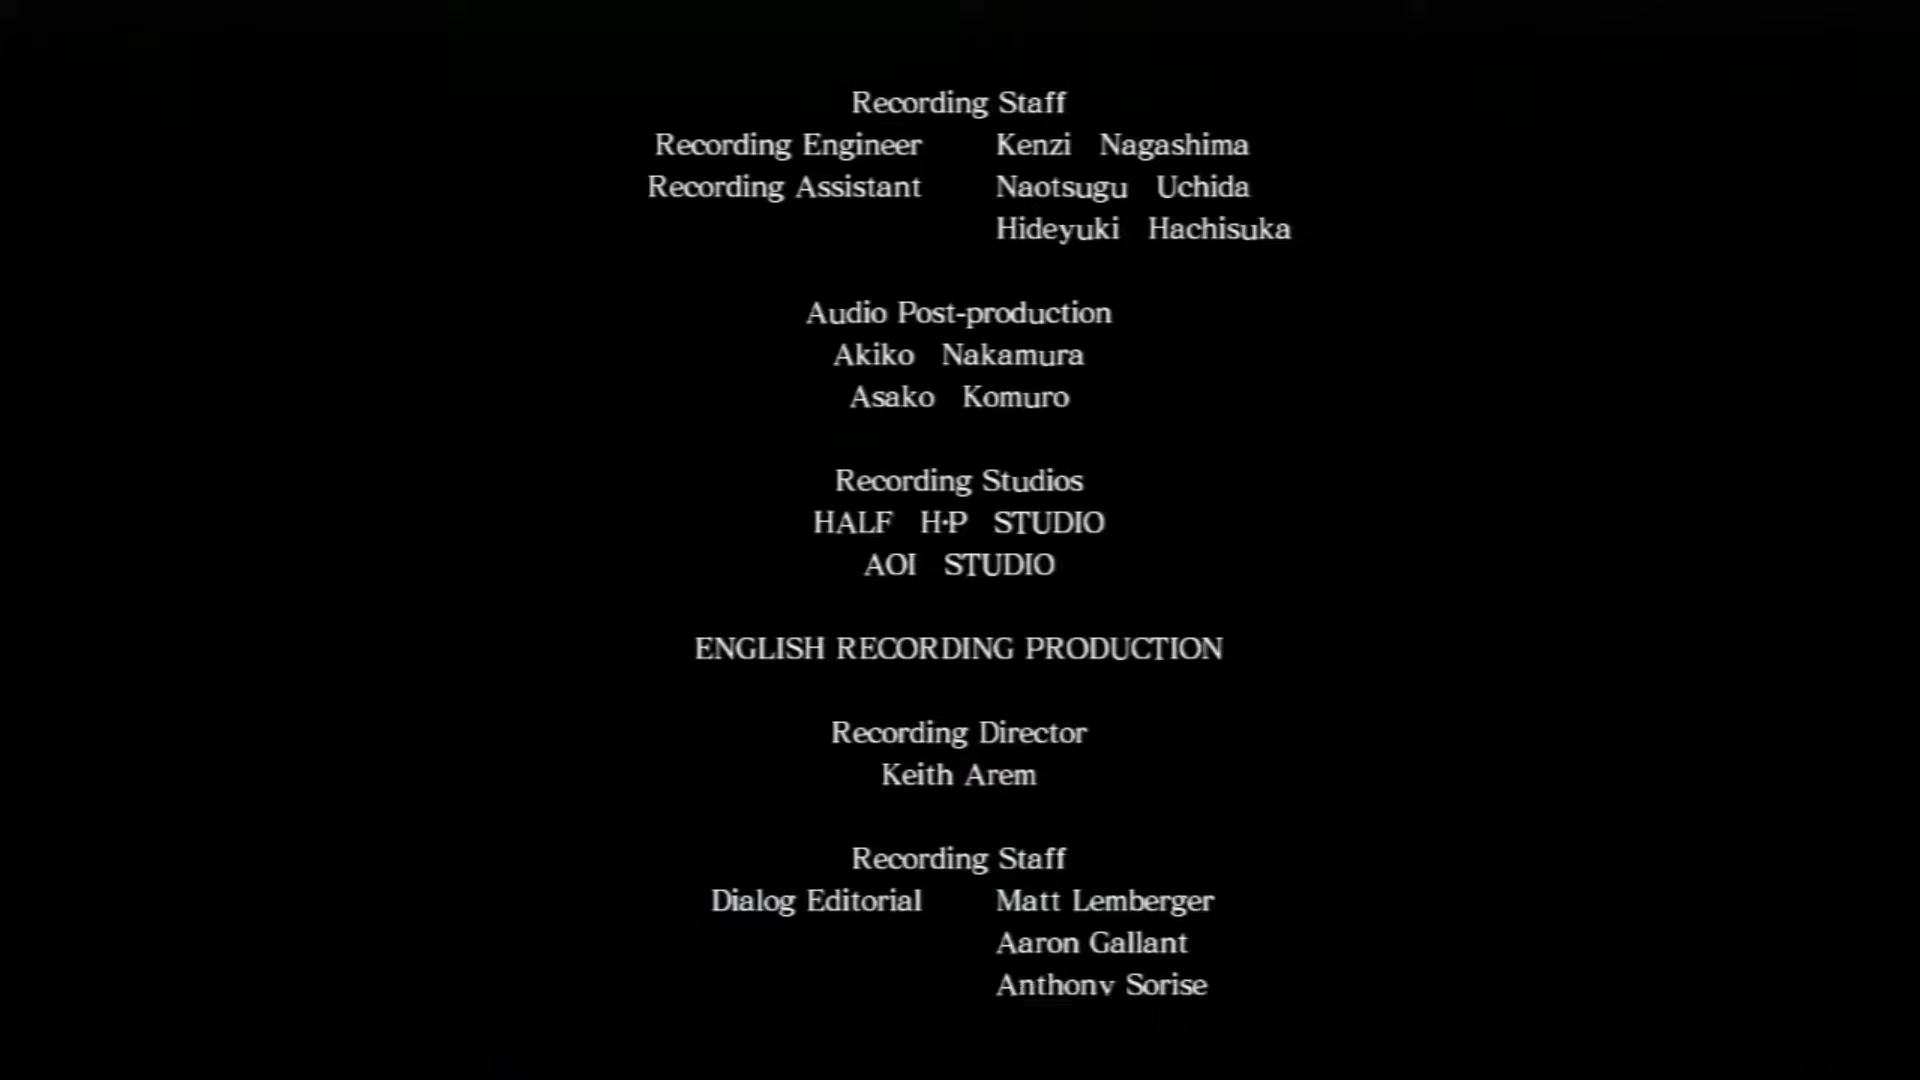 Recording Staff
Recording Engineer Kenzi Nagashima
Recording Assistant Naotsugu Uchida
Hideyuki Hachisuka
Audio Post-production
Akiko Nakamura
Asako Komuro
Recording Studios
HALF H·P STUDIO
AOI STUDIO
ENGLISH RECORDING PRODUCTION
Recording Director
Keith Arem
Recording Staff
Dialog Editorial Matt Lemberger
Aaron Gallant
Anthony Sorise